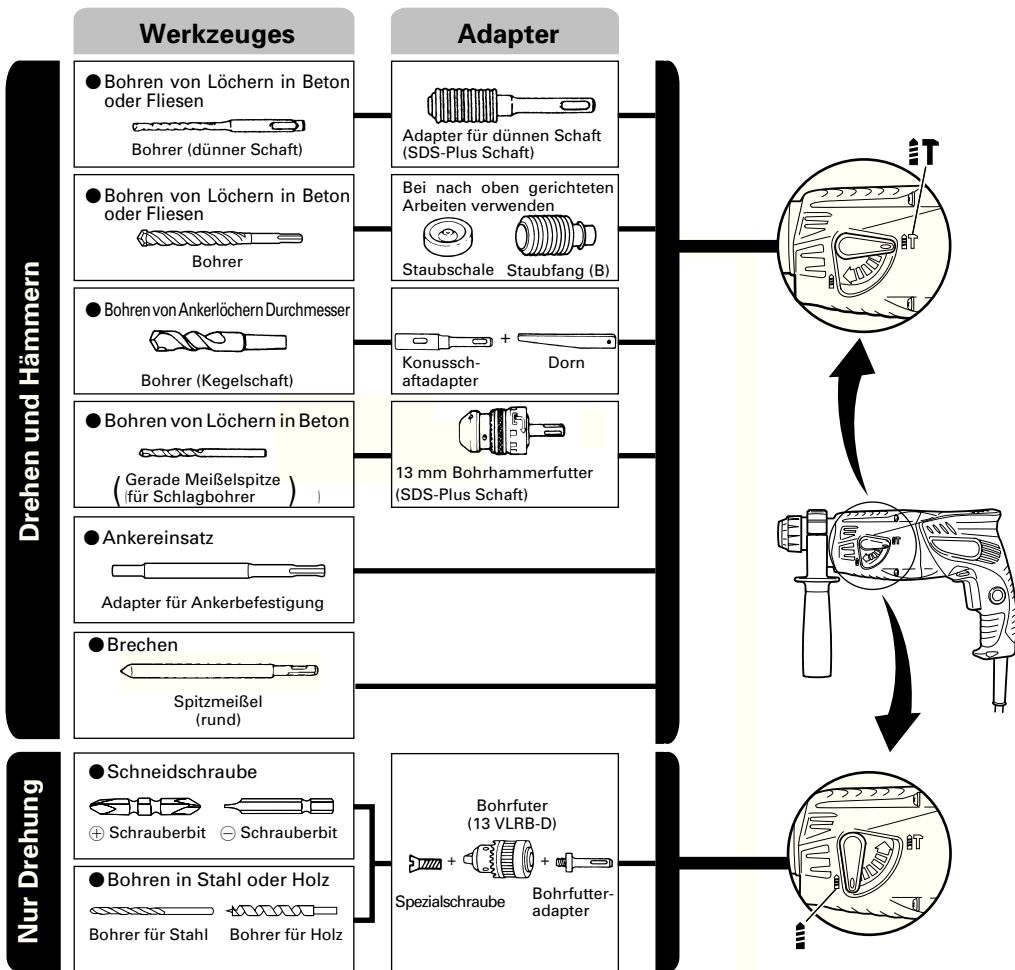 Werkzeuges
Adapter
Drehen und Hämmern
● Bohren von Löchern in Beton
oder Fliesen
Bohrer (dünner Schaft)
Adapter für dünnen Schaft
(SDS-Plus Schaft)
● Bohren von Löchern in Beton
oder Fliesen
Bohrer
Bei nach oben gerichteten
Arbeiten verwenden
Staubschale
Staubfang (B)
● Bohren von Ankerlöchern Durchmesser
Bohrer (Kegelschaft)
+
Konussch-
aftadapter
Dorn
● Bohren von Löchern in Beton
(Gerade Meißelspitze
für Schlagbohrer)
13 mm Bohrhammerfutter
(SDS-Plus Schaft)
● Ankereinsatz
Adapter für Ankerbefestigung
● Brechen
Spitzmeißel
(rund)
Nur Drehung
● Schneidschraube
⊕ Schrauberbit
⊖ Schrauberbit
● Bohren in Stahl oder Holz
Bohrer für Stahl
Bohrer für Holz
Bohrfuter
(13 VLRB-D)
+
+
Spezialschraube
Bohrfutter-
adapter